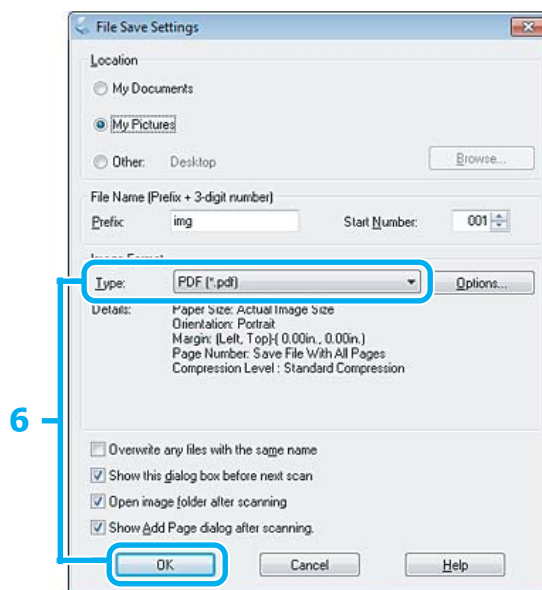 File Save Settings
Location
My Documents
My Pictures
Other: Desktop Browse...
File Name (Prefix + 3-digit number)
Prefix: img Start Number: 001
Image Format
Type: PDF (*.pdf) Options...
Details: Paper Size: Actual Image Size
Orientation: Portrait
Margin: (Left, Top)-( 0.00in., 0.00in.)
Page Number: Save File With All Pages
Compression Level : Standard Compression
6
Overwrite any files with the same name
Show this dialog box before next scan
Open image folder after scanning
Show Add Page dialog after scanning.
OK Cancel Help